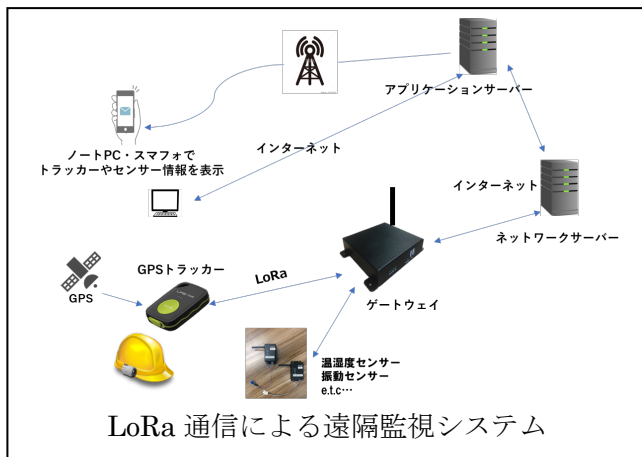 アプリケーションサーバー
ノートPC・スマフォで
トラッカーやセンサー情報を表示
インターネット
インターネット
ネットワークサーバー
GPSトラッカー
LoRa
GPS
ゲートウェイ
温湿度センサー
振動センサー
e.t.c…
LoRa 通信による遠隔監視システム